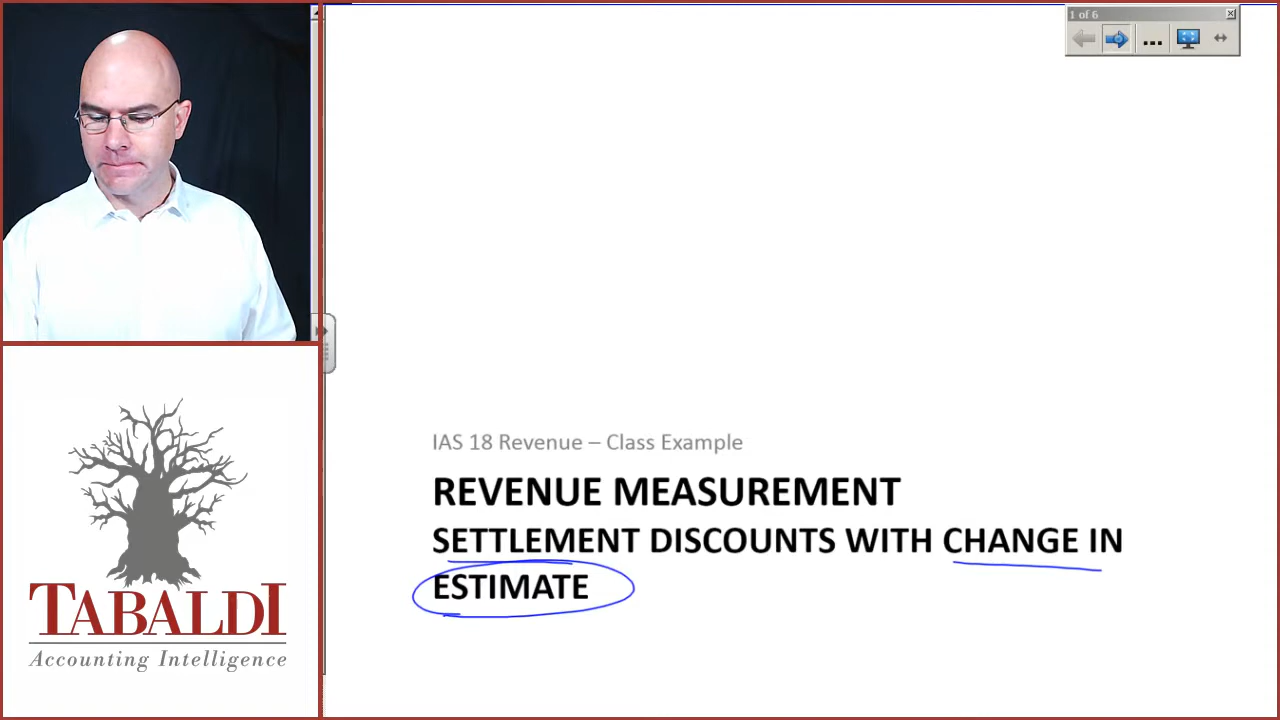 1 of 6
IAS 18 Revenue – Class Example
REVENUE MEASUREMENT
SETTLEMENT DISCOUNTS WITH CHANGE IN
ESTIMATE
TABALDI
Accounting Intelligence